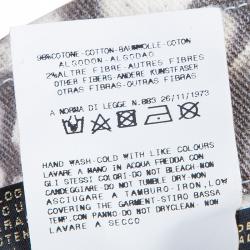 98%COTONE-COTTON-BAUMWOLLE-COTON
ALGODON-ALGODAO
2%ALTRE FIBRE-AUTRES FIBRES
OTHER FIBERS-ANDERE KUNSTFASER
OTRAS FIBRAS-OUTRAS FIBRAS
A NORMA DI LEGGE N.883 26/11/1973
HAND WASH-COLD WITH LIKE COLOURS
LAVARE A MANO IN ACQUA FREDDA CON
GLI STESSI COLORI-DO NOT BLEACH-NON
CANDEGGIARE-DO NOT TUMBLE DRY-NON
ASCIUGARE A TAMBURO-IRON,LOW
COVERING THE GARMENT-STIRO BASSA
TEMP.CON PANNO-DO NOT DRYCLEAN-NON
LAVARE A SECCO